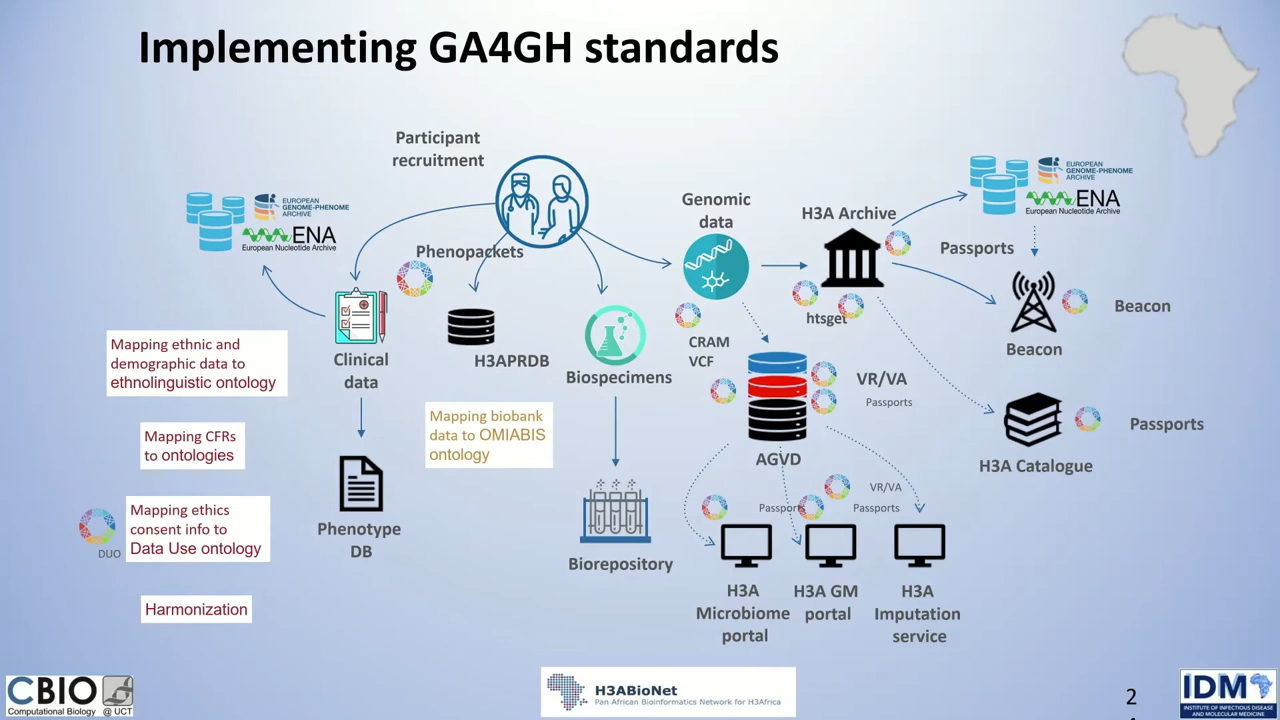 Implementing GA4GH standards
Participant
recruitment
EUROPEAN
GENOME-PHENOME
ARCHIVE
ENA
European Nucleotide Archive
Phenopackets
Genomic
data
H3A Archive
EUROPEAN
GENOME-PHENOME
ARCHIVE
ENA
European Nucleotide Archive
Passports
htsget
Beacon
Beacon
CRAM
VCF
Mapping ethnic and
demographic data to
ethnolinguistic ontology
Clinical
data
H3APRDB
Biospecimens
VR/VA
Passports
Mapping CFRs
to ontologies
Mapping biobank
data to OMIABIS
ontology
AGVD
H3A Catalogue
Passports
Mapping ethics
consent info to
Data Use ontology
DUO
Phenotype
DB
Biorepository
VR/VA
Passports
Passports
Harmonization
H3A
Microbiome
portal
H3A GM
portal
H3A
Imputation
service
CBIO
Computational Biology @ UCT
H3ABioNet
Pan African Bioinformatics Network for H3Africa
2
IDM
INSTITUTE OF INFECTIOUS DISEASE
AND MOLECULAR MEDICINE